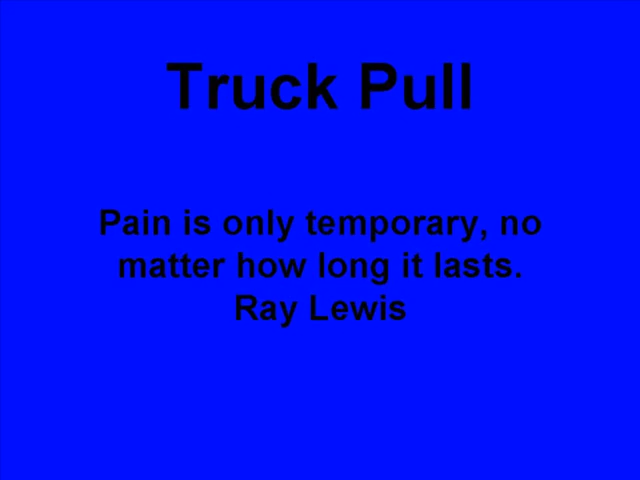 Truck Pull
Pain is only temporary, no
matter how long it lasts.
Ray Lewis